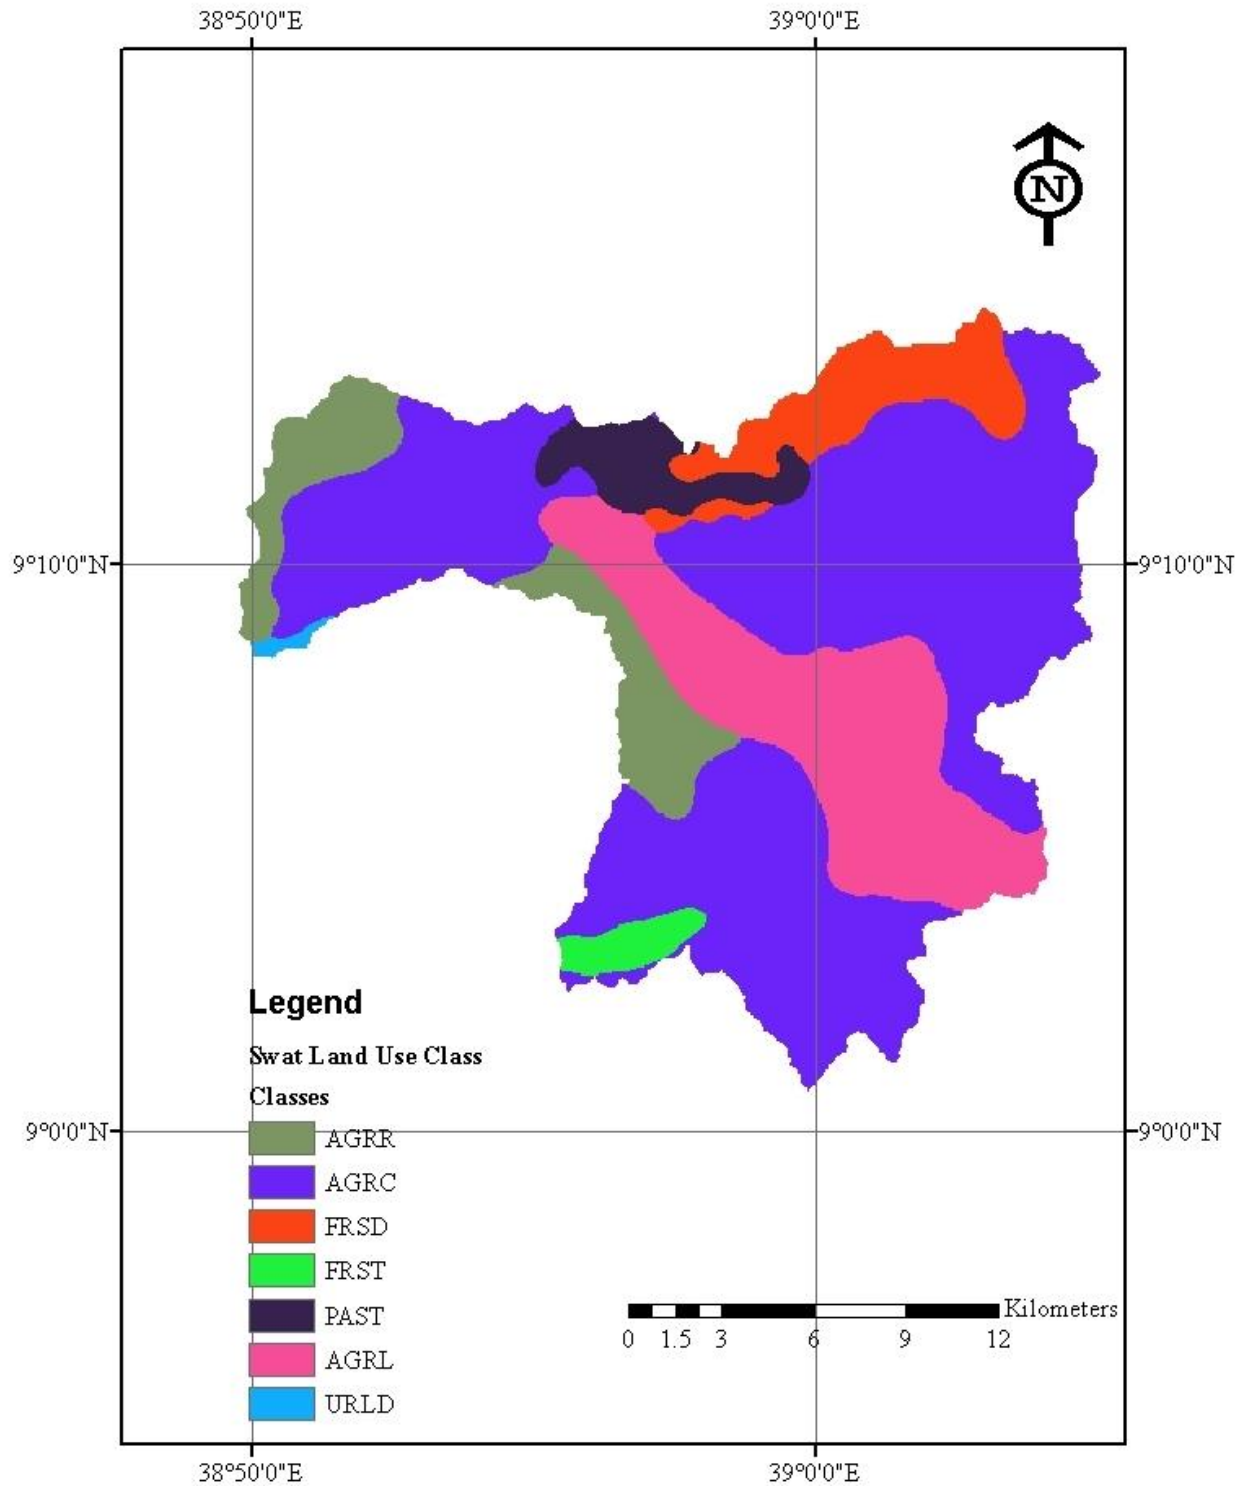 38°50'0"E 39°0'0"E
N
9°10'0"N 9°10'0"N
Legend
Swat Land Use Class
Classes
9°0'0"N 9°0'0"N
AGRR
AGRC
FRSD
FRST
PAST
AGRL
URLD
Kilometers
0 1.5 3 6 9 12
38°50'0"E 39°0'0"E